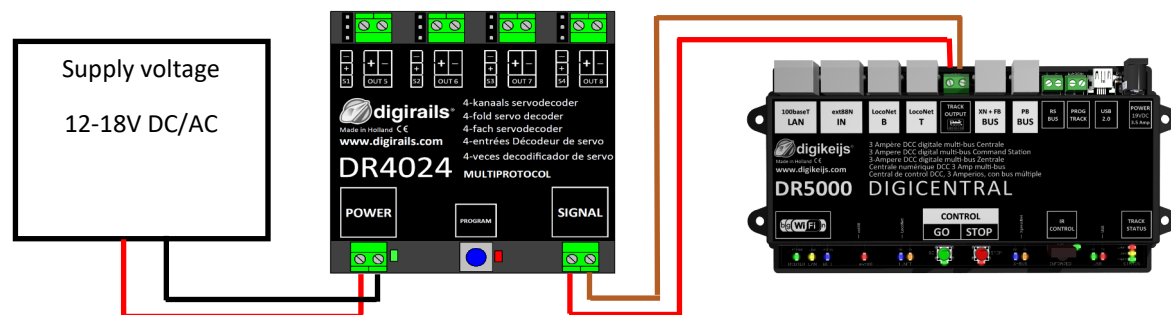 Supply voltage
12-18V DC/AC
S1 OUT 5 S2 OUT 6 S3 OUT 7 S4 OUT 8
digirails®
Made in Holland CE
www.digirails.com
4-kanaals servodecoder
4-fold servo decoder
4-fach servodecoder
4-entrées Décodeur de servo
4-veces decodificador de servo
DR4024 MULTIPROTOCOL
POWER
PROGRAM
SIGNAL
100baseT
LAN
ext88N
IN
LocoNet
B
LocoNet
T
TRACK
OUTPUT
XN + FB
BUS
PB
BUS
RS
BUS
PROG
TRACK
USB
2.0
POWER
19VDC
3.5 Amp
digikeijs®
Made in Holland CE
www.digikeijs.com
3 Ampère DCC digitale multi-bus Centrale
3 Ampere DCC digital multi-bus Command Station
3-Ampere DCC digitale multi-bus Zentrale
Centrale numérique DCC 3 Amp multi-bus
Central de control DCC, 3 Amperios, con bus múltiple
DR5000 DIGICENTRAL
WiFi
CONTROL
GO STOP
IR
CONTROL
TRACK
STATUS